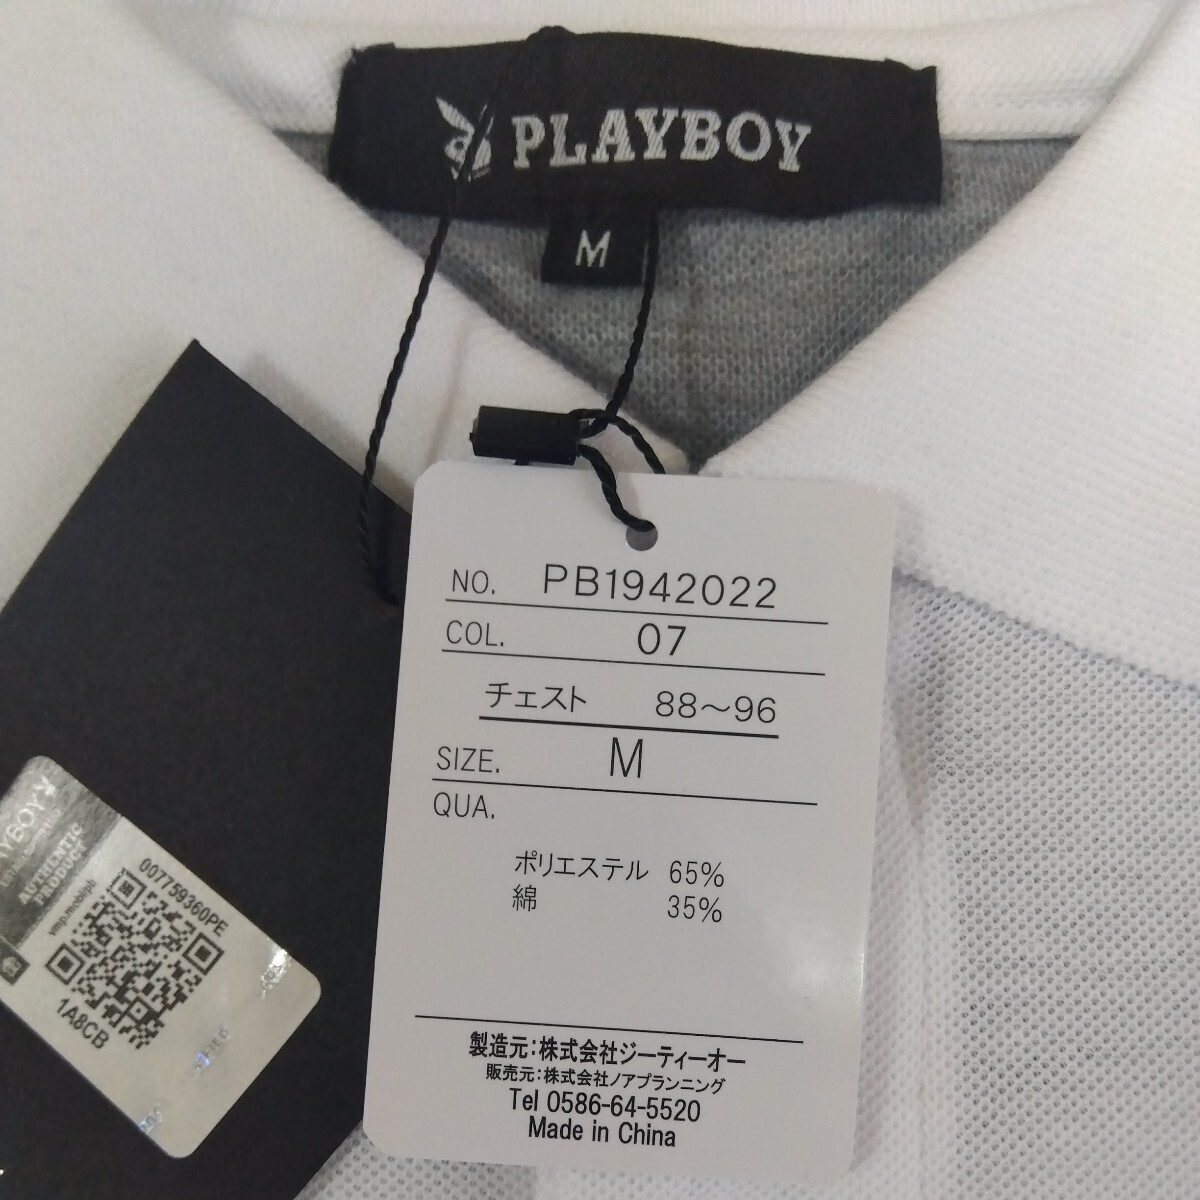 PLAYBOY
M
NO. PB1942022
COL. 07
チェスト 88～96
SIZE. M
QUA.
ポリエステル 65%
綿 35%
製造元:株式会社ジーティーオー
販売元:株式会社ノアプランニング
Tel 0586-64-5520
Made in China
AUTHENTIC
PRODUCT
vmp.mobi/pb
007759360PE
1A8CB